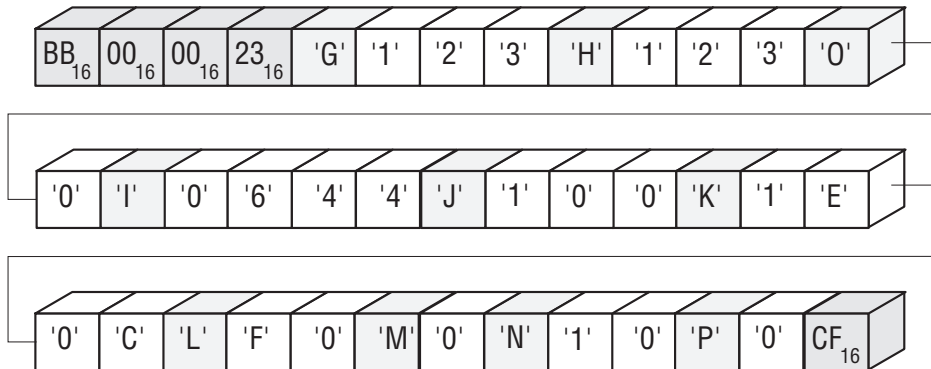 BB₁₆ 00₁₆ 00₁₆ 23₁₆ 'G' '1' '2' '3' 'H' '1' '2' '3' 'O'
'0' 'I' '0' '6' '4' '4' 'J' '1' '0' '0' 'K' '1' 'E'
'0' 'C' 'L' 'F' '0' 'M' '0' 'N' '1' '0' 'P' '0' CF₁₆